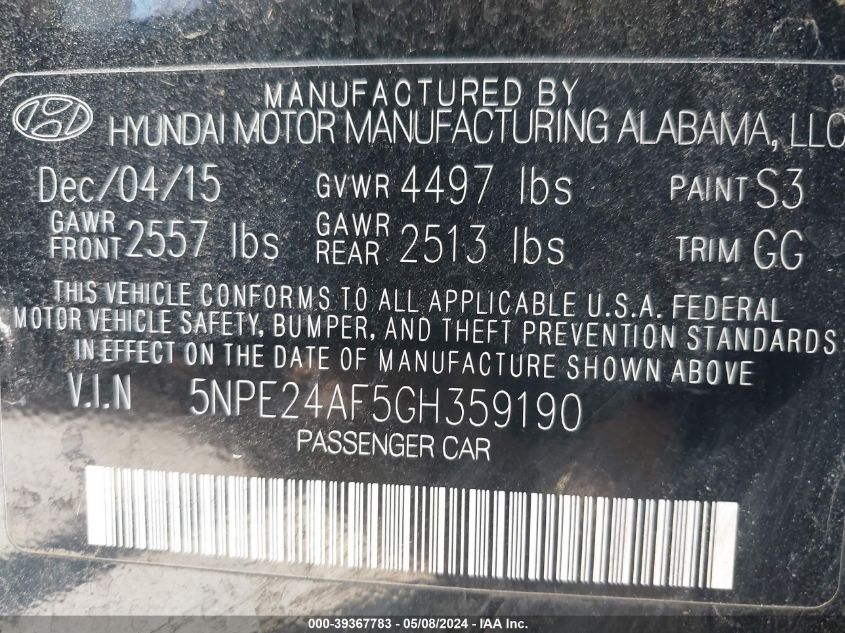 MANUFACTURED BY
HYUNDAI MOTOR MANUFACTURING ALABAMA, LLC
Dec/04/15 GVWR 4497 lbs PAINT S3
GAWR FRONT 2557 lbs GAWR REAR 2513 lbs TRIM GG
THIS VEHICLE CONFORMS TO ALL APPLICABLE U.S.A. FEDERAL
MOTOR VEHICLE SAFETY, BUMPER, AND THEFT PREVENTION STANDARDS
IN EFFECT ON THE DATE OF MANUFACTURE SHOWN ABOVE
V.I.N 5NPE24AF5GH359190
PASSENGER CAR
000-39367783 - 05/08/2024 - IAA Inc.